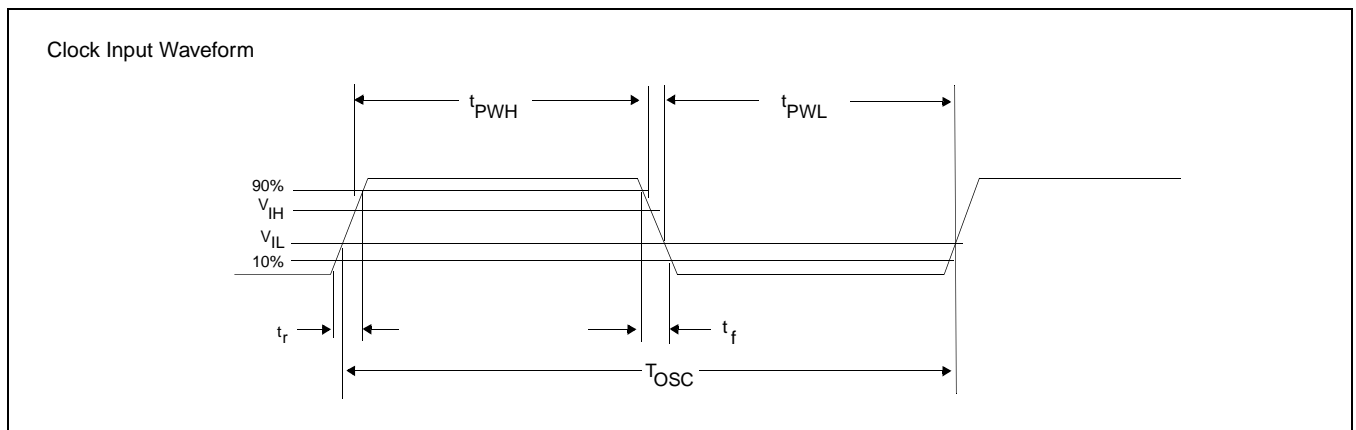 Clock Input Waveform
tPWH
tPWL
90%
VIH
VIL
10%
tr
tf
TOSC